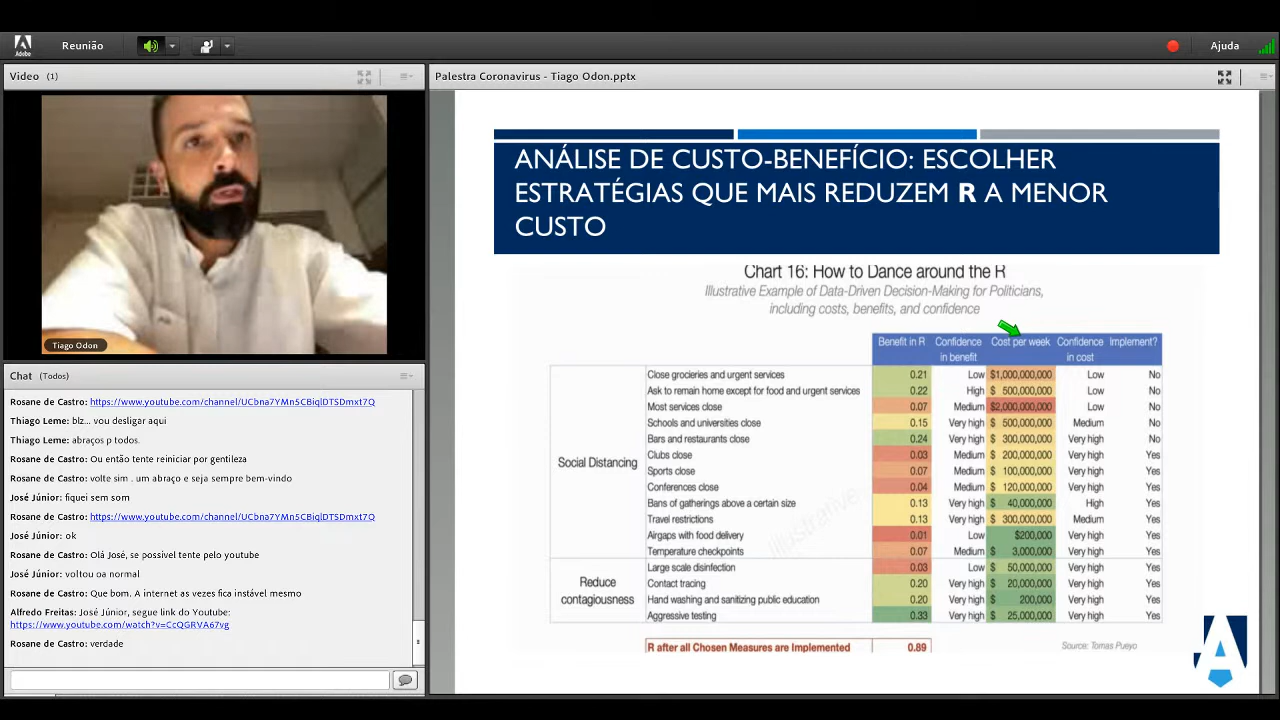 Adobe
Reunião
Ajuda
Video (1)
Tiago Odon
Chat (Todos)
Rosane de Castro: https://www.youtube.com/channel/UCbna7YMn5CBiqlDTSDmxt7Q
Thiago Leme: blz... vou desligar aqui
Thiago Leme: abraços p todos.
Rosane de Castro: Ou então tente reiniciar por gentileza
Rosane de Castro: volte sim . um abraço e seja sempre bem-vindo
José Júnior: fiquei sem som
Rosane de Castro: https://www.youtube.com/channel/UCbna7YMn5CBiqlDTSDmxt7Q
José Júnior: ok
Rosane de Castro: Olá José, se possivel tente pelo youtube
José Júnior: voltou oa normal
Rosane de Castro: Que bom. A internet as vezes fica instável mesmo
Alfredo Freitas: José Júnior, segue link do Youtube:
https://www.youtube.com/watch?v=CcQGRVA67vg
Rosane de Castro: verdade
Palestra Coronavirus - Tiago Odon.pptx
ANÁLISE DE CUSTO-BENEFÍCIO: ESCOLHER
ESTRATÉGIAS QUE MAIS REDUZEM R A MENOR
CUSTO
Chart 16: How to Dance around the R
Illustrative Example of Data-Driven Decision-Making for Politicians,
including costs, benefits, and confidence
Benefit in R Confidence in benefit Cost per week Confidence in cost Implement?
Social Distancing
Close grocieries and urgent services 0.21 Low $1,000,000,000 Low No
Ask to remain home except for food and urgent services 0.22 High $ 500,000,000 Low No
Most services close 0.07 Medium $2,000,000,000 Low No
Schools and universities close 0.15 Very high $ 500,000,000 Medium No
Bars and restaurants close 0.24 Very high $ 300,000,000 Very high No
Clubs close 0.03 Medium $ 200,000,000 Very high Yes
Sports close 0.07 Medium $ 100,000,000 Very high Yes
Conferences close 0.04 Medium $ 120,000,000 Very high Yes
Bans of gatherings above a certain size 0.13 Very high $ 40,000,000 High Yes
Travel restrictions 0.13 Very high $ 300,000,000 Medium Yes
Airgaps with food delivery 0.01 Low $200,000 Very high Yes
Temperature checkpoints 0.07 Medium $ 3,000,000 Very high Yes
Reduce contagiousness
Large scale disinfection 0.03 Low $ 50,000,000 Very high Yes
Contact tracing 0.20 Very high $ 20,000,000 Very high Yes
Hand washing and sanitizing public education 0.20 Very high $ 200,000 Very high Yes
Aggressive testing 0.33 Very high $ 25,000,000 Very high Yes
Illustrative
R after all Chosen Measures are Implemented 0.89
Source: Tomas Pueyo